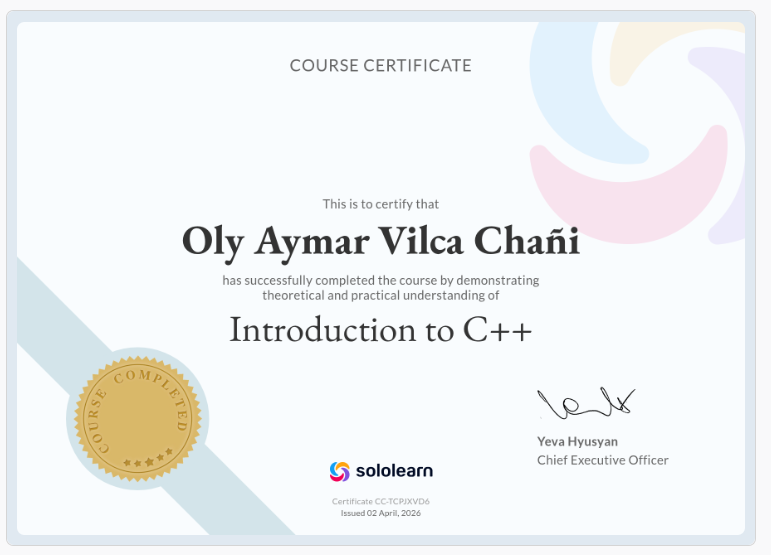 COURSE CERTIFICATE
This is to certify that
Oly Aymar Vilca Chañi
has successfully completed the course by demonstrating
theoretical and practical understanding of
Introduction to C++
COURSE COMPLETED
Yeva Hyusyan
Chief Executive Officer
sololearn
Certificate CC-TCPJXVD6
Issued 02 April, 2026